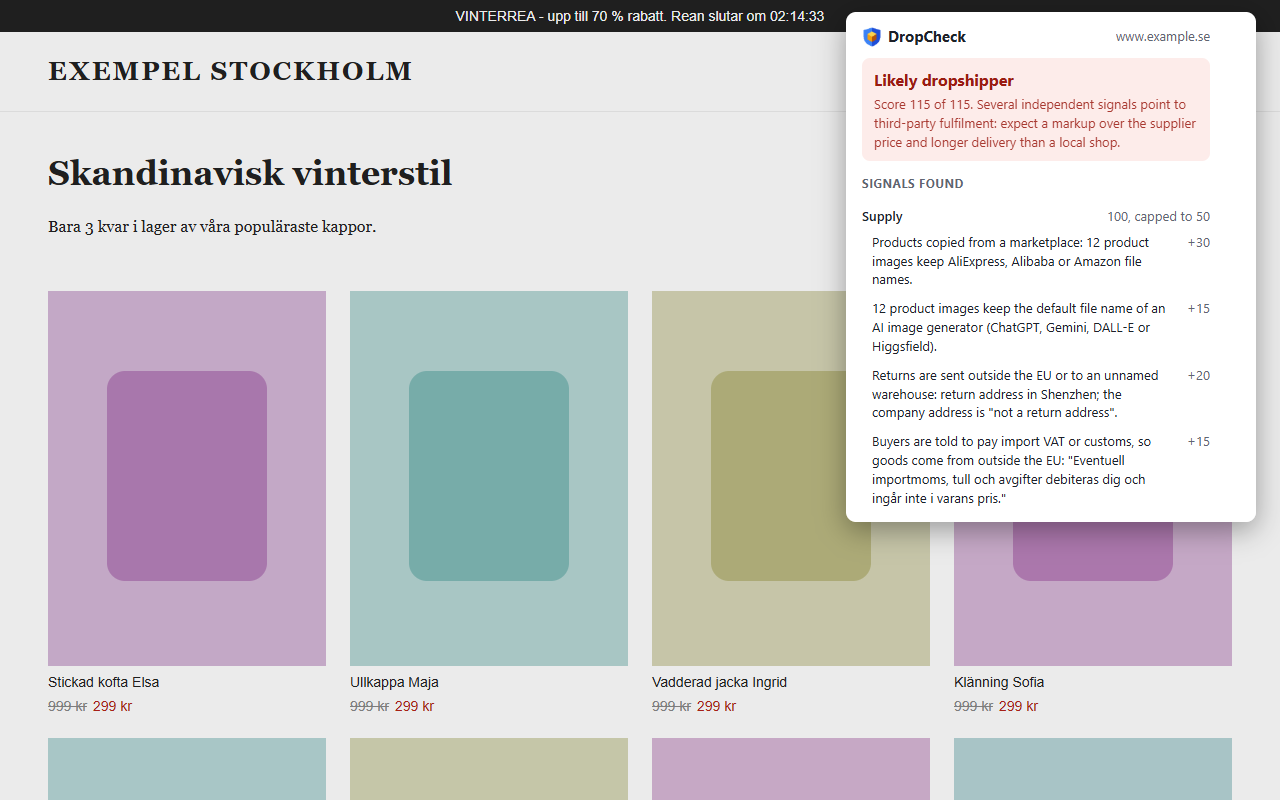 VINTERREA - upp till 70 % rabatt. Rean slutar om 02:14:33
EXEMPEL STOCKHOLM
Skandinavisk vinterstil
Bara 3 kvar i lager av våra populäraste kappor.
DropCheck
www.example.se
Likely dropshipper
Score 115 of 115. Several independent signals point to
third-party fulfilment: expect a markup over the supplier
price and longer delivery than a local shop.
SIGNALS FOUND
Supply 100, capped to 50
Products copied from a marketplace: 12 product +30
images keep AliExpress, Alibaba or Amazon file
names.
12 product images keep the default file name of an +15
AI image generator (ChatGPT, Gemini, DALL-E or
Higgsfield).
Returns are sent outside the EU or to an unnamed +20
warehouse: return address in Shenzhen; the
company address is "not a return address".
Buyers are told to pay import VAT or customs, so +15
goods come from outside the EU: "Eventuell
importmoms, tull och avgifter debiteras dig och
ingår inte i varans pris."
Stickad kofta Elsa
999 kr 299 kr
Ullkappa Maja
999 kr 299 kr
Vadderad jacka Ingrid
999 kr 299 kr
Klänning Sofia
999 kr 299 kr